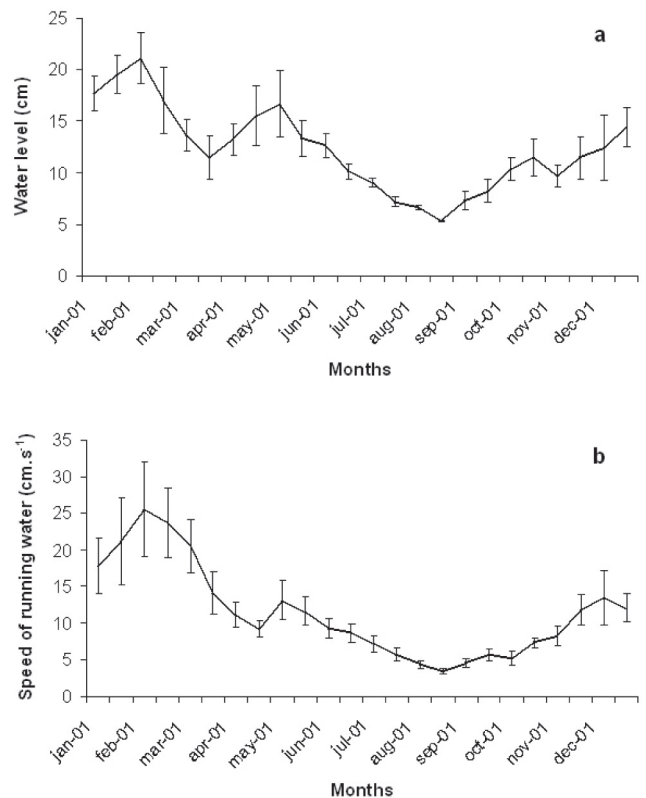 25
a
20
15
10
5
0
Water level (cm)
jan-01 feb-01 mar-01 apr-01 may-01 jun-01 jul-01 aug-01 sep-01 oct-01 nov-01 dec-01
Months
35
b
30
25
20
15
10
5
0
Speed of running water (cm.s⁻¹)
jan-01 feb-01 mar-01 apr-01 may-01 jun-01 jul-01 aug-01 sep-01 oct-01 nov-01 dec-01
Months